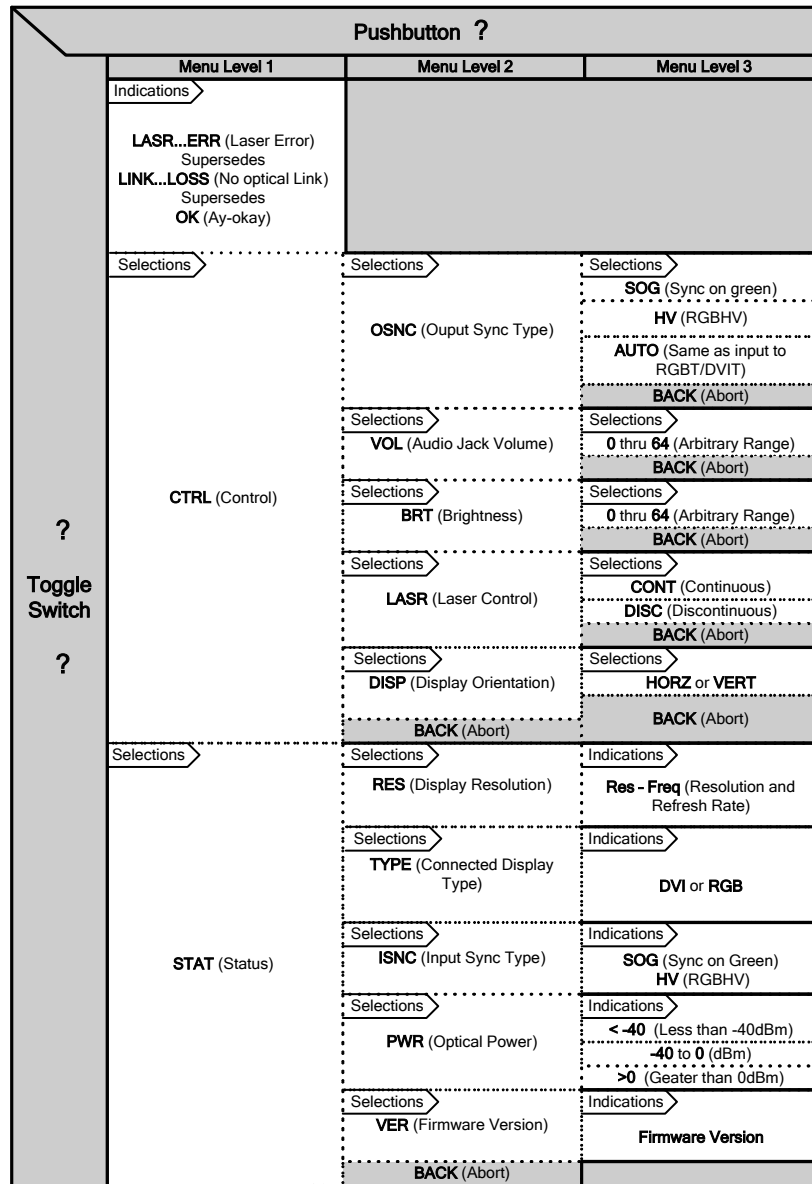 Pushbutton ?
Menu Level 1
Menu Level 2
Menu Level 3
? 
Toggle
Switch
?
Indications
LASR...ERR (Laser Error)
Supersedes
LINK...LOSS (No optical Link)
Supersedes
OK (Ay-okay)
Selections
CTRL (Control)
Selections
OSNC (Ouput Sync Type)
Selections
SOG (Sync on green)
HV (RGBHV)
AUTO (Same as input to
RGBT/DVIT)
BACK (Abort)
Selections
VOL (Audio Jack Volume)
Selections
0 thru 64 (Arbitrary Range)
BACK (Abort)
Selections
BRT (Brightness)
Selections
0 thru 64 (Arbitrary Range)
BACK (Abort)
Selections
LASR (Laser Control)
Selections
CONT (Continuous)
DISC (Discontinuous)
BACK (Abort)
Selections
DISP (Display Orientation)
BACK (Abort)
Selections
HORZ or VERT
BACK (Abort)
Selections
STAT (Status)
Selections
RES (Display Resolution)
Indications
Res - Freq (Resolution and
Refresh Rate)
Selections
TYPE (Connected Display
Type)
Indications
DVI or RGB
Selections
ISNC (Input Sync Type)
Indications
SOG (Sync on Green)
HV (RGBHV)
Selections
PWR (Optical Power)
Indications
< -40 (Less than -40dBm)
-40 to 0 (dBm)
>0 (Geater than 0dBm)
Selections
VER (Firmware Version)
Indications
Firmware Version
BACK (Abort)